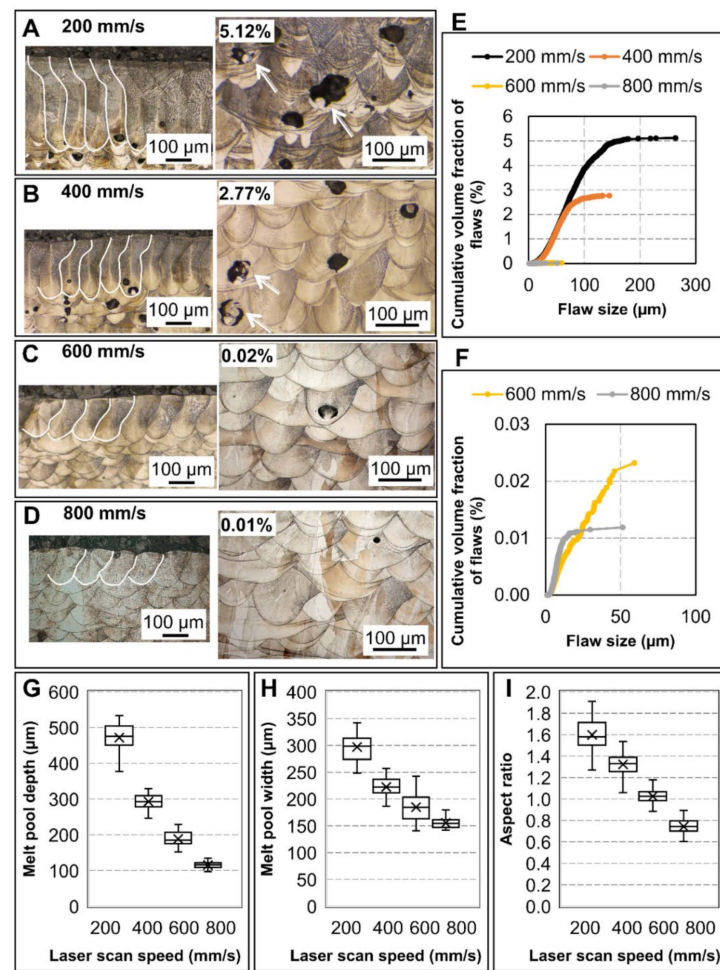 A 200 mm/s
100 µm
5.12%
100 µm
B 400 mm/s
100 µm
2.77%
100 µm
C 600 mm/s
100 µm
0.02%
100 µm
D 800 mm/s
100 µm
0.01%
100 µm
E
200 mm/s 400 mm/s
600 mm/s 800 mm/s
Cumulative volume fraction of
flaws (%)
6
5
4
3
2
1
0
0 100 200 300
Flaw size (µm)
F
600 mm/s 800 mm/s
Cumulative volume fraction
of flaws (%)
0.03
0.02
0.01
0.00
0 50 100
Flaw size (µm)
G
Melt pool depth (µm)
600
500
400
300
200
100
0
200 400 600 800
Laser scan speed (mm/s)
H
Melt pool width (µm)
400
350
300
250
200
150
100
50
0
200 400 600 800
Laser scan speed (mm/s)
I
Aspect ratio
2.0
1.8
1.6
1.4
1.2
1.0
0.8
0.6
0.4
0.2
0.0
200 400 600 800
Laser scan speed (mm/s)